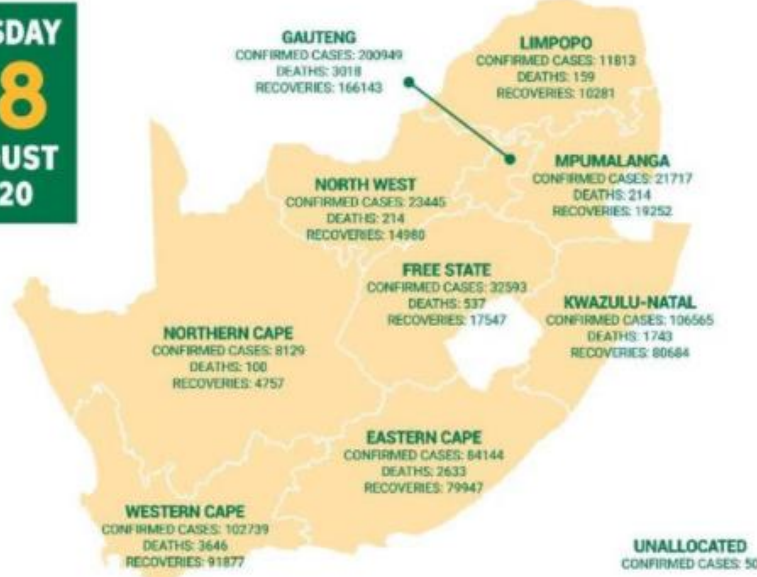 SDAY
8
UST
20
GAUTENG
CONFIRMED CASES: 200949
DEATHS: 3018
RECOVERIES: 166143
LIMPOPO
CONFIRMED CASES: 11813
DEATHS: 159
RECOVERIES: 10281
MPUMALANGA
CONFIRMED CASES: 21717
DEATHS: 214
RECOVERIES: 19252
NORTH WEST
CONFIRMED CASES: 23445
DEATHS: 214
RECOVERIES: 14980
FREE STATE
CONFIRMED CASES: 32593
DEATHS: 537
RECOVERIES: 17547
KWAZULU-NATAL
CONFIRMED CASES: 106565
DEATHS: 1743
RECOVERIES: 80684
NORTHERN CAPE
CONFIRMED CASES: 8129
DEATHS: 100
RECOVERIES: 4757
EASTERN CAPE
CONFIRMED CASES: 84144
DEATHS: 2633
RECOVERIES: 79947
WESTERN CAPE
CONFIRMED CASES: 102739
DEATHS: 3646
RECOVERIES: 91877
UNALLOCATED
CONFIRMED CASES: 50